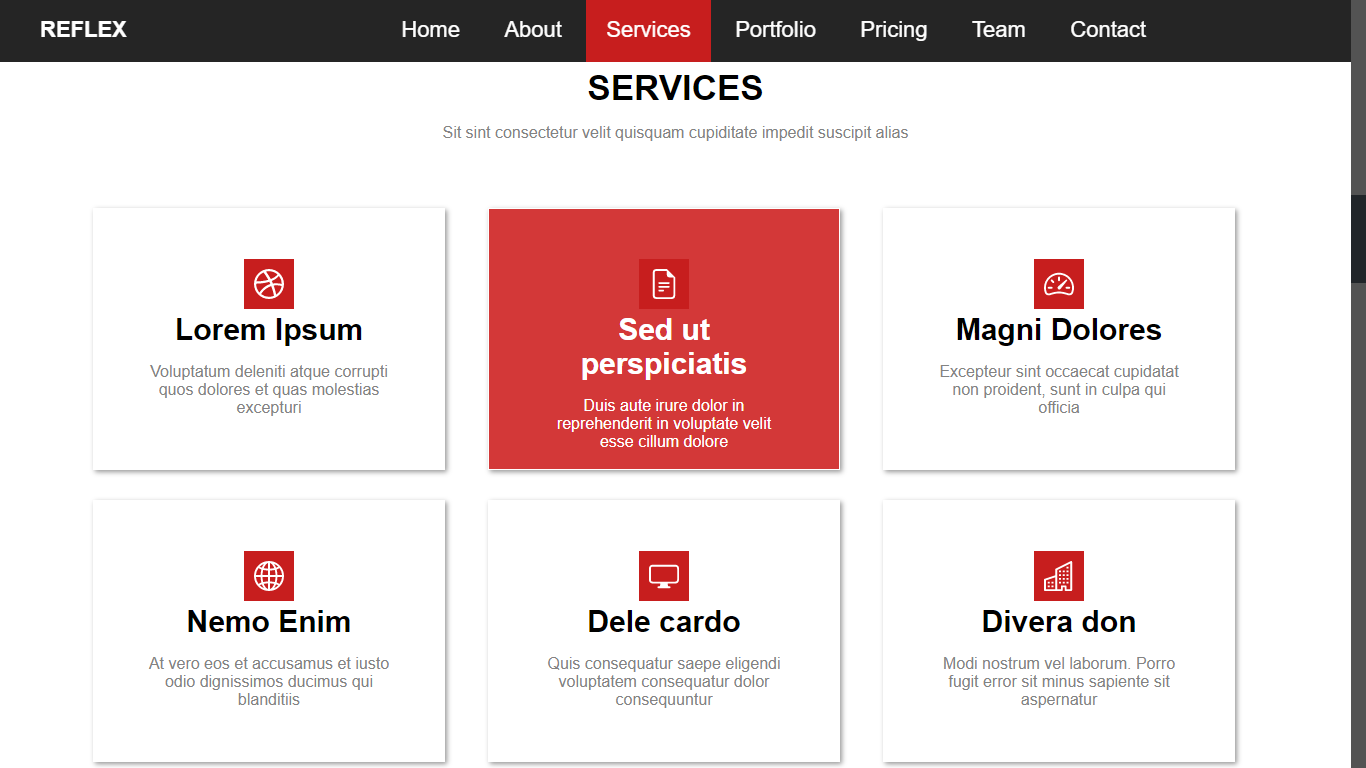 REFLEX Home About Services Portfolio Pricing Team Contact
SERVICES
Sit sint consectetur velit quisquam cupiditate impedit suscipit alias
Lorem Ipsum
Voluptatum deleniti atque corrupti
quos dolores et quas molestias
excepturi
Sed ut
perspiciatis
Duis aute irure dolor in
reprehenderit in voluptate velit
esse cillum dolore
Magni Dolores
Excepteur sint occaecat cupidatat
non proident, sunt in culpa qui
officia
Nemo Enim
At vero eos et accusamus et iusto
odio dignissimos ducimus qui
blanditiis
Dele cardo
Quis consequatur saepe eligendi
voluptatem consequatur dolor
consequuntur
Divera don
Modi nostrum vel laborum. Porro
fugit error sit minus sapiente sit
aspernatur